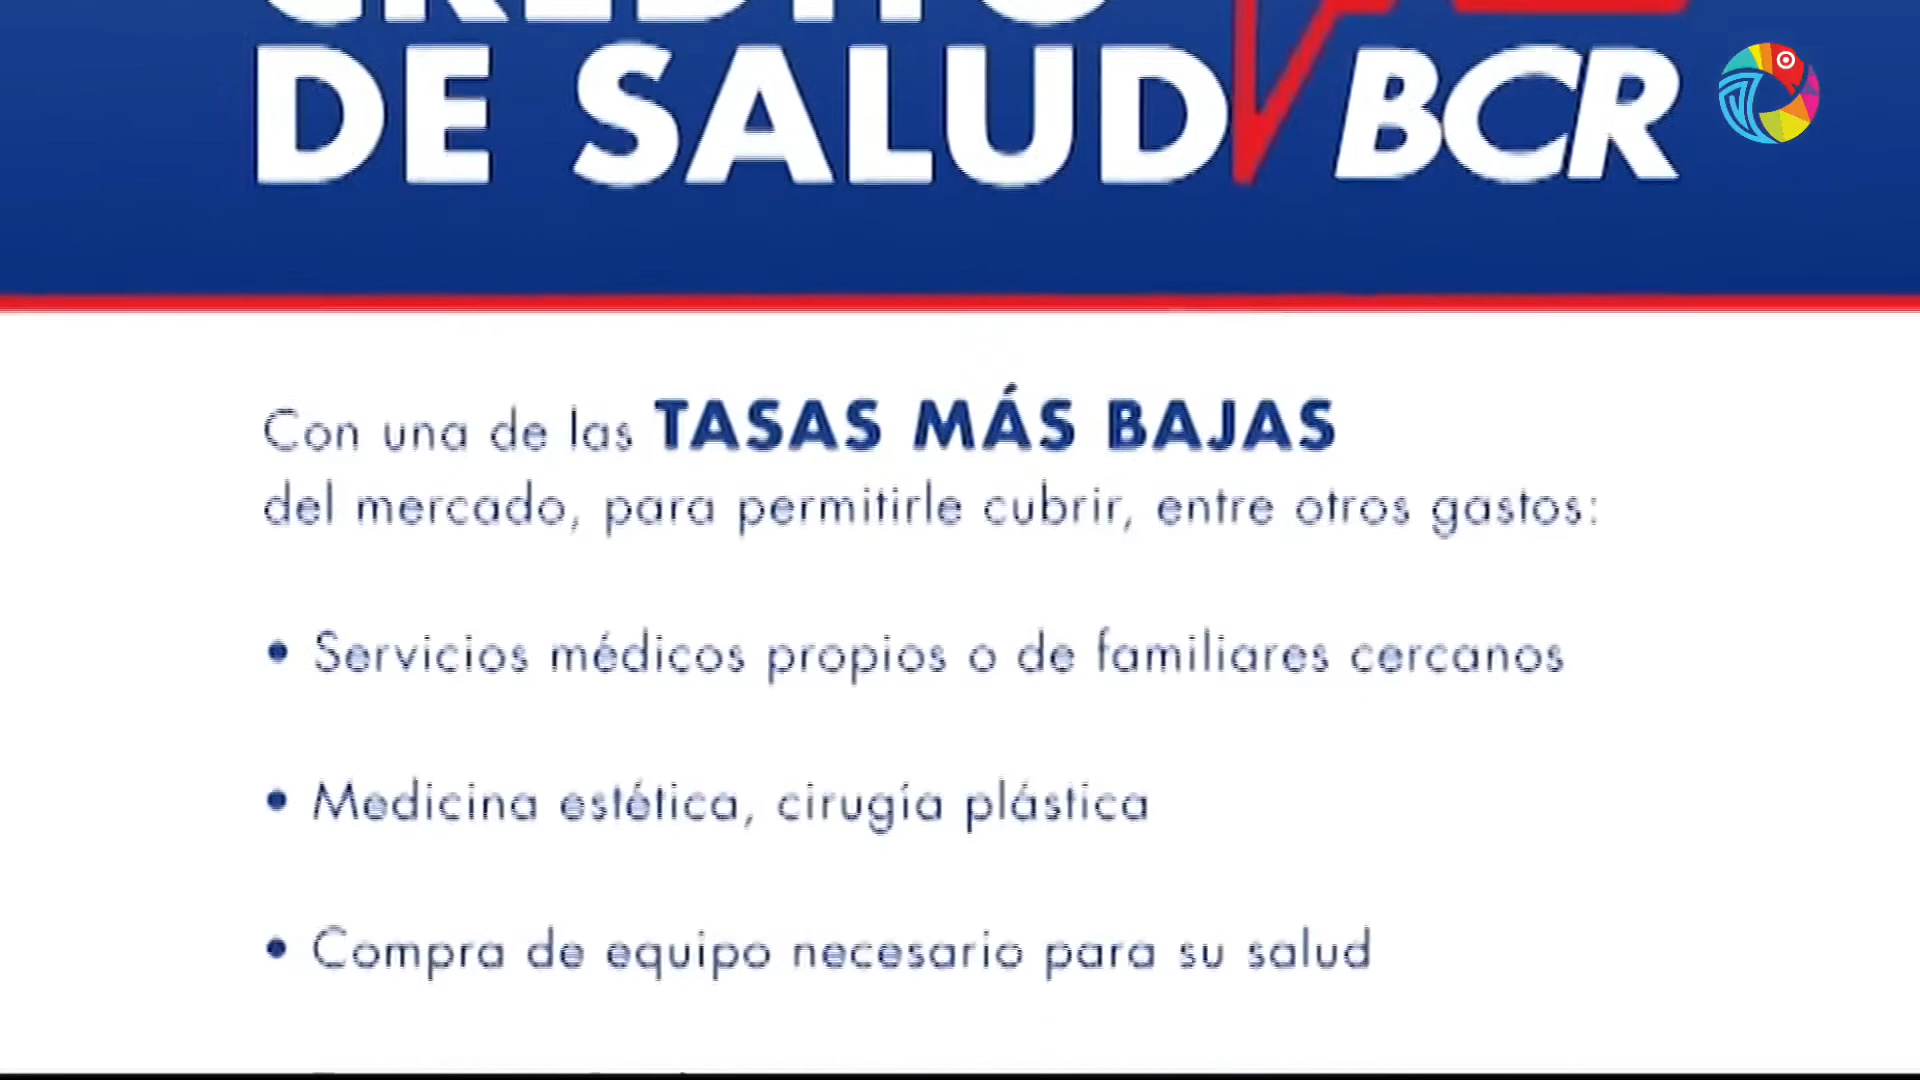 CRÉDITO
DE SALUD BCR
Con una de las TASAS MÁS BAJAS
del mercado, para permitirle cubrir, entre otros gastos:
• Servicios médicos propios o de familiares cercanos
• Medicina estética, cirugía plástica
• Compra de equipo necesario para su salud